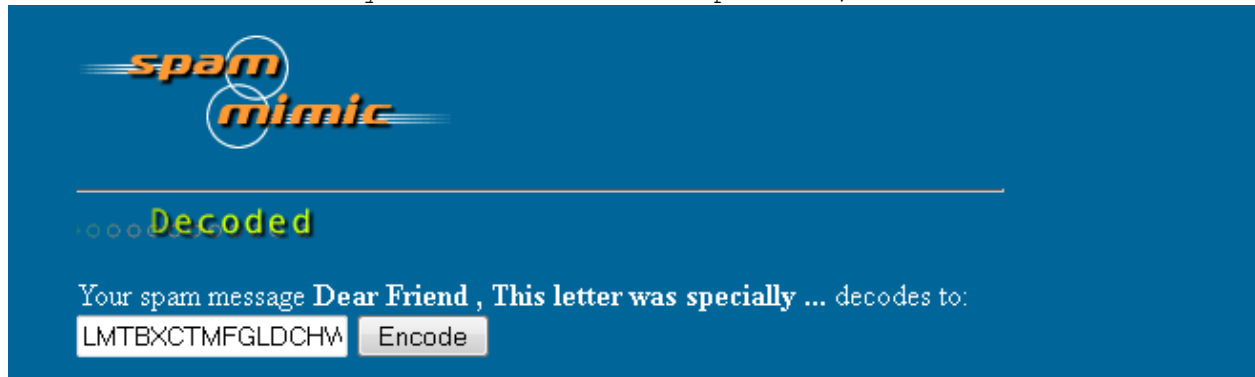 spam
mimic
Decoded
Your spam message Dear Friend , This letter was specially ... decodes to:
LMTBXCTMFGLDCHW Encode